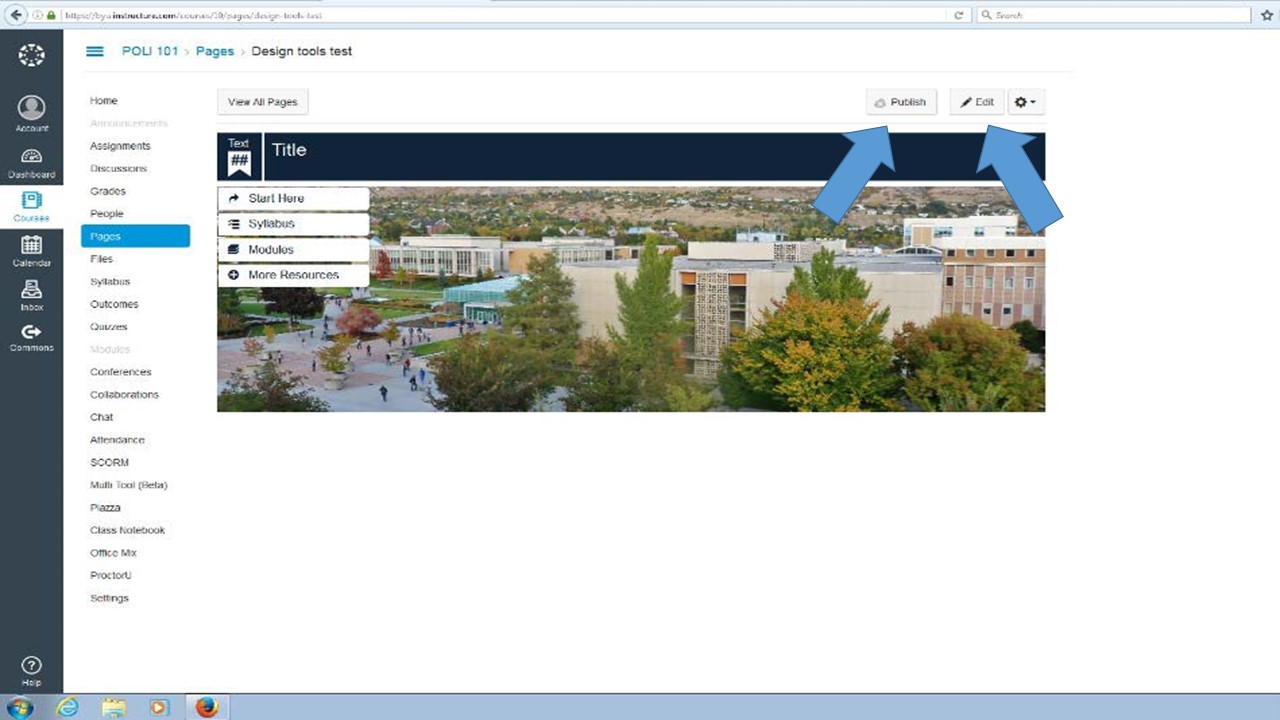 https://byu.instructure.com/courses/10/pages/design-tools-test
Search
POLI 101 > Pages > Design tools test
Account
Dashboard
Courses
Calendar
Inbox
Commons
Help
Home
Announcements
Assignments
Discussions
Grades
People
Pages
Files
Syllabus
Outcomes
Quizzes
Modules
Conferences
Collaborations
Chat
Attendance
SCORM
Multi Tool (Beta)
Piazza
Class Notebook
Office Mix
ProctorU
Settings
View All Pages
Publish
Edit
Text
##
Title
Start Here
Syllabus
Modules
More Resources